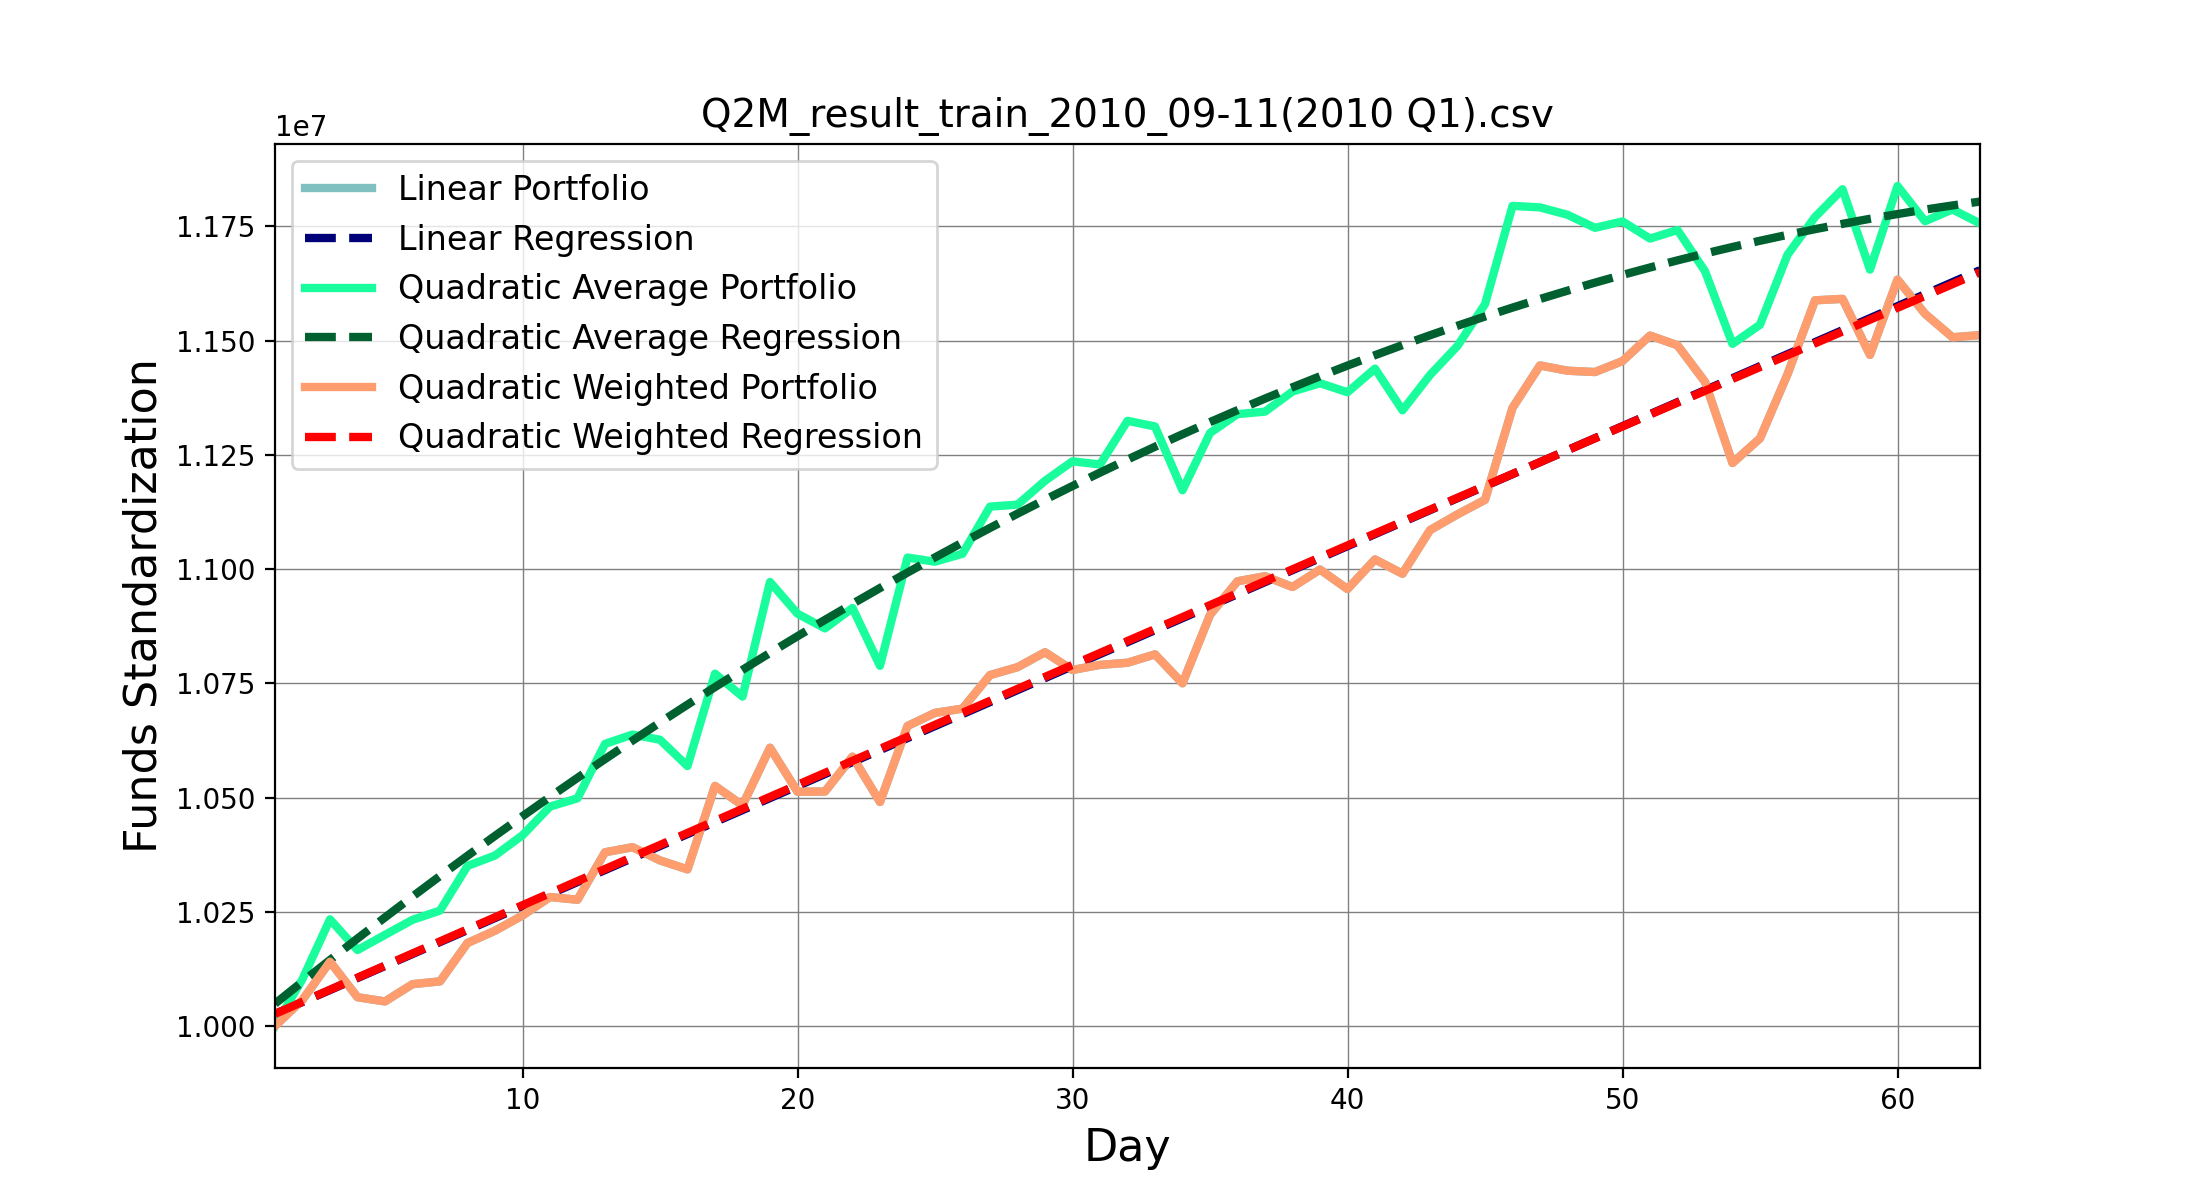 Q2M_result_train_2010_09-11(2010 Q1).csv
1e7
Linear Portfolio
Linear Regression
Quadratic Average Portfolio
Quadratic Average Regression
Quadratic Weighted Portfolio
Quadratic Weighted Regression
Funds Standardization
1.175
1.150
1.125
1.100
1.075
1.050
1.025
1.000
10 20 30 40 50 60
Day